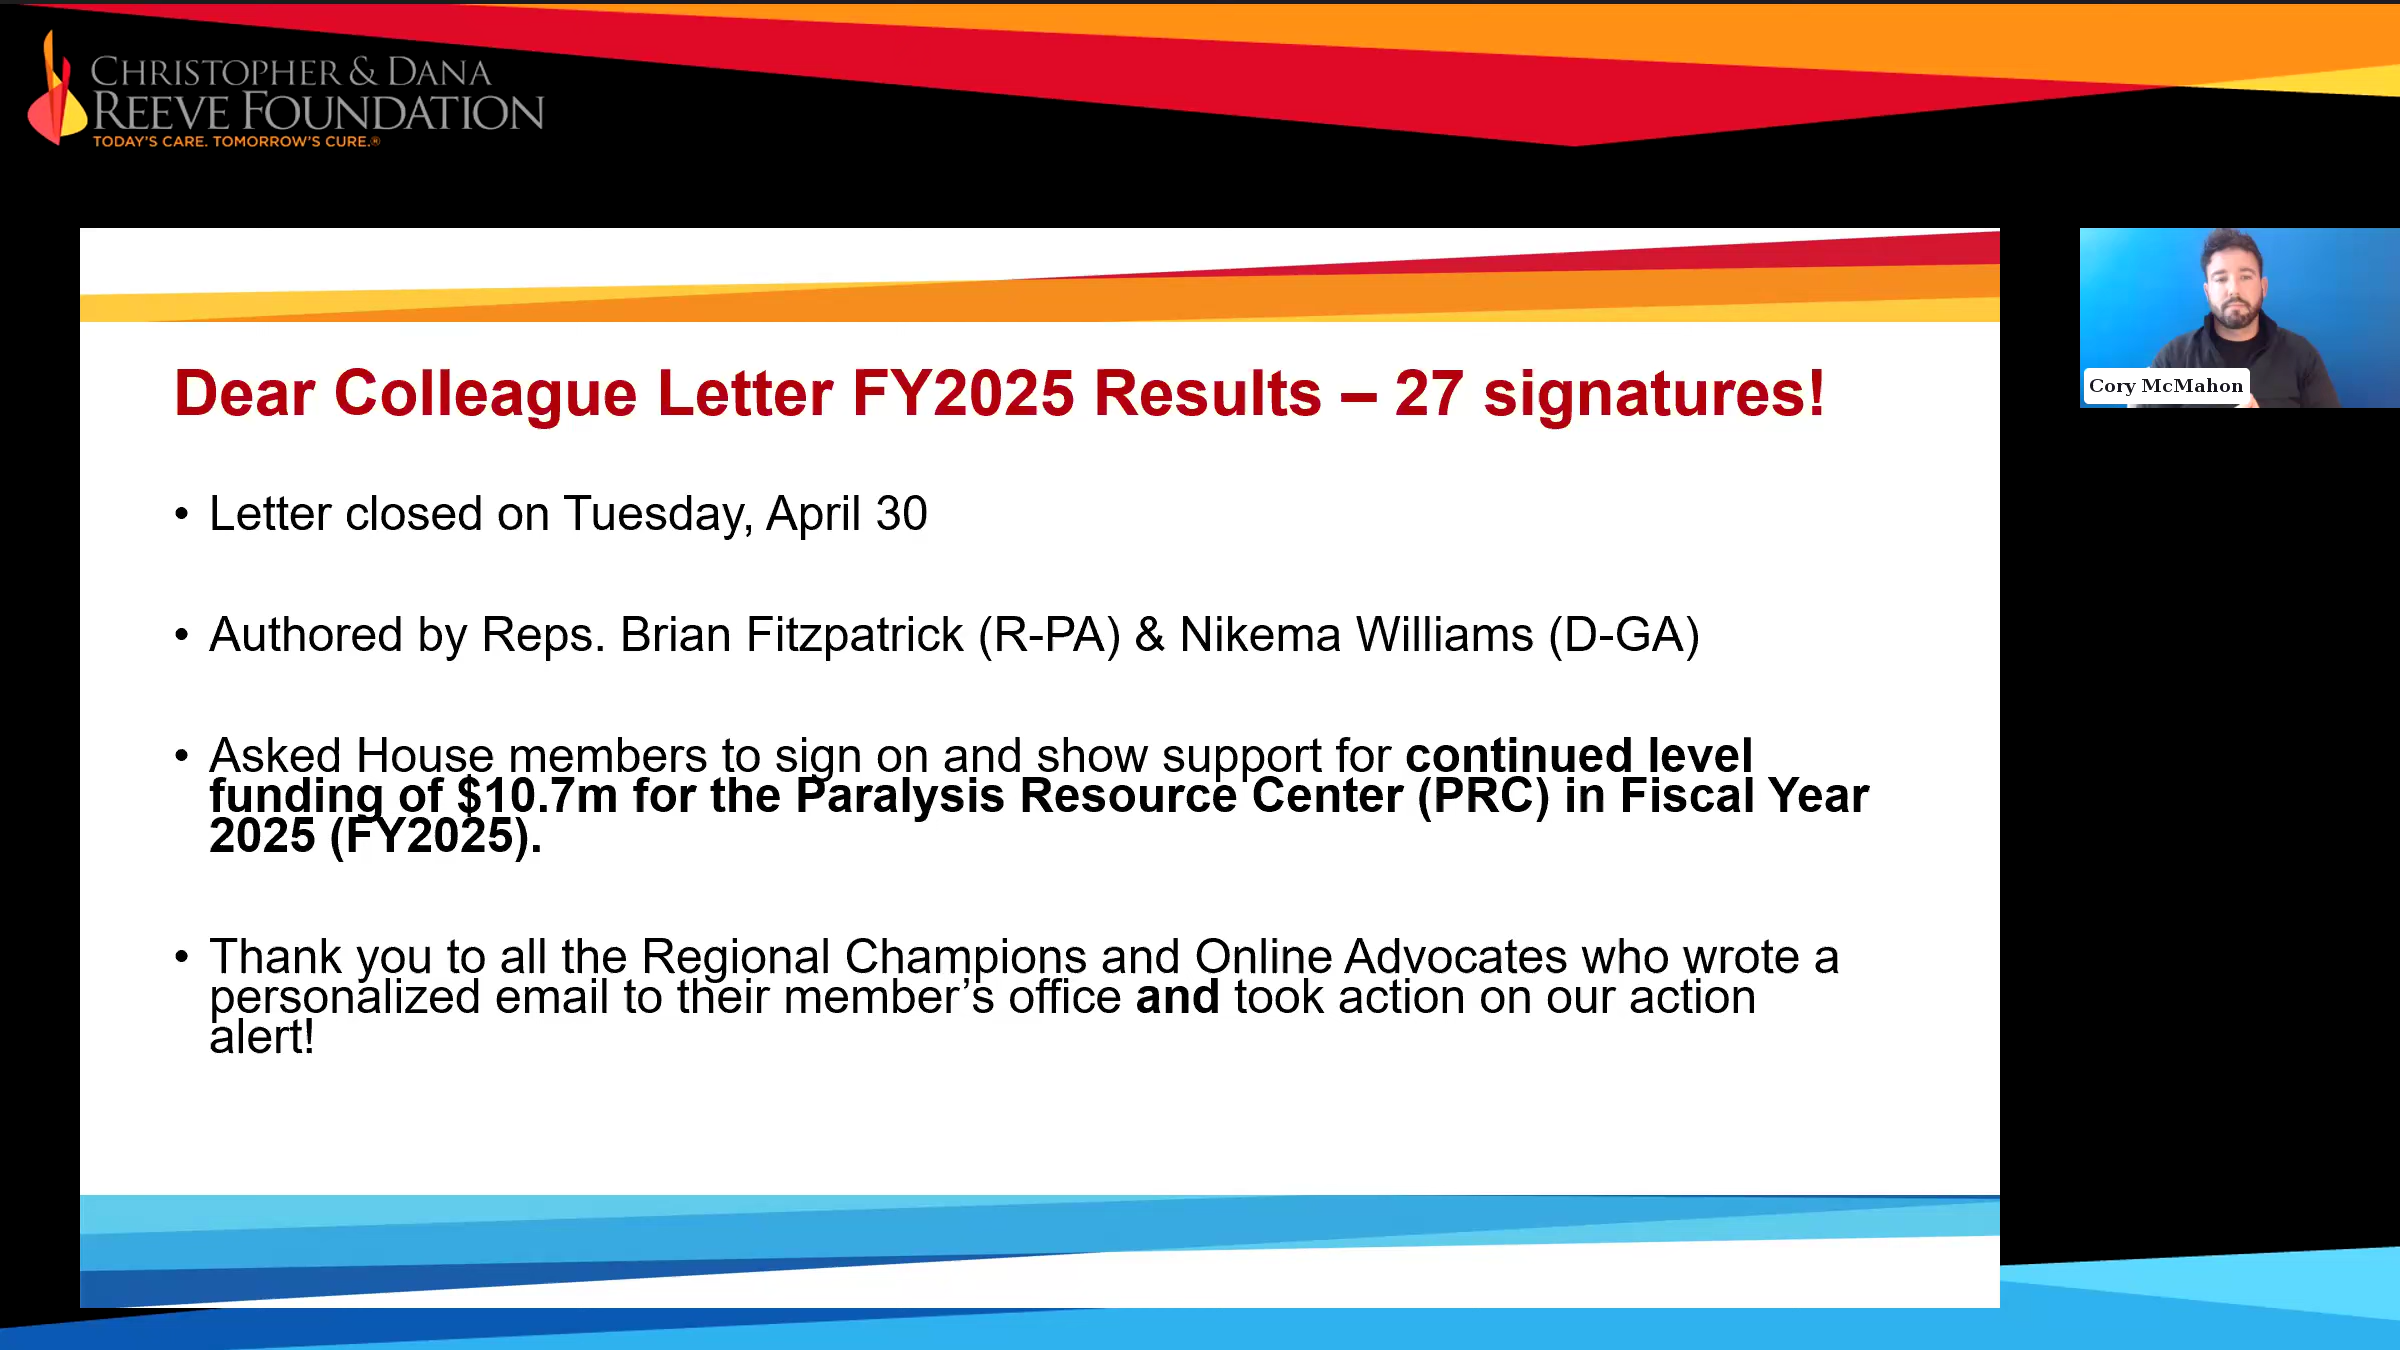 CHRISTOPHER & DANA
REEVE FOUNDATION
TODAY'S CARE. TOMORROW'S CURE.®
Dear Colleague Letter FY2025 Results – 27 signatures!
Cory McMahon
• Letter closed on Tuesday, April 30
• Authored by Reps. Brian Fitzpatrick (R-PA) & Nikema Williams (D-GA)
• Asked House members to sign on and show support for continued level
funding of $10.7m for the Paralysis Resource Center (PRC) in Fiscal Year
2025 (FY2025).
• Thank you to all the Regional Champions and Online Advocates who wrote a
personalized email to their member’s office and took action on our action
alert!